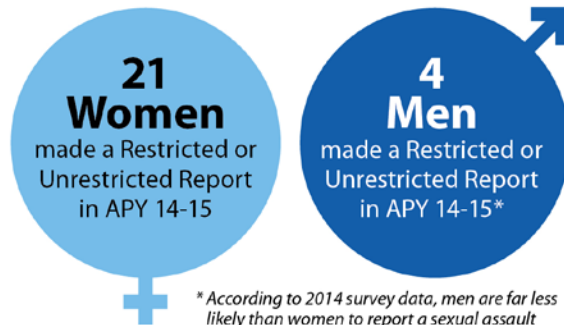 21
Women
made a Restricted or
Unrestricted Report
in APY 14-15
4
Men
made a Restricted or
Unrestricted Report
in APY 14-15*
* According to 2014 survey data, men are far less
likely than women to report a sexual assault